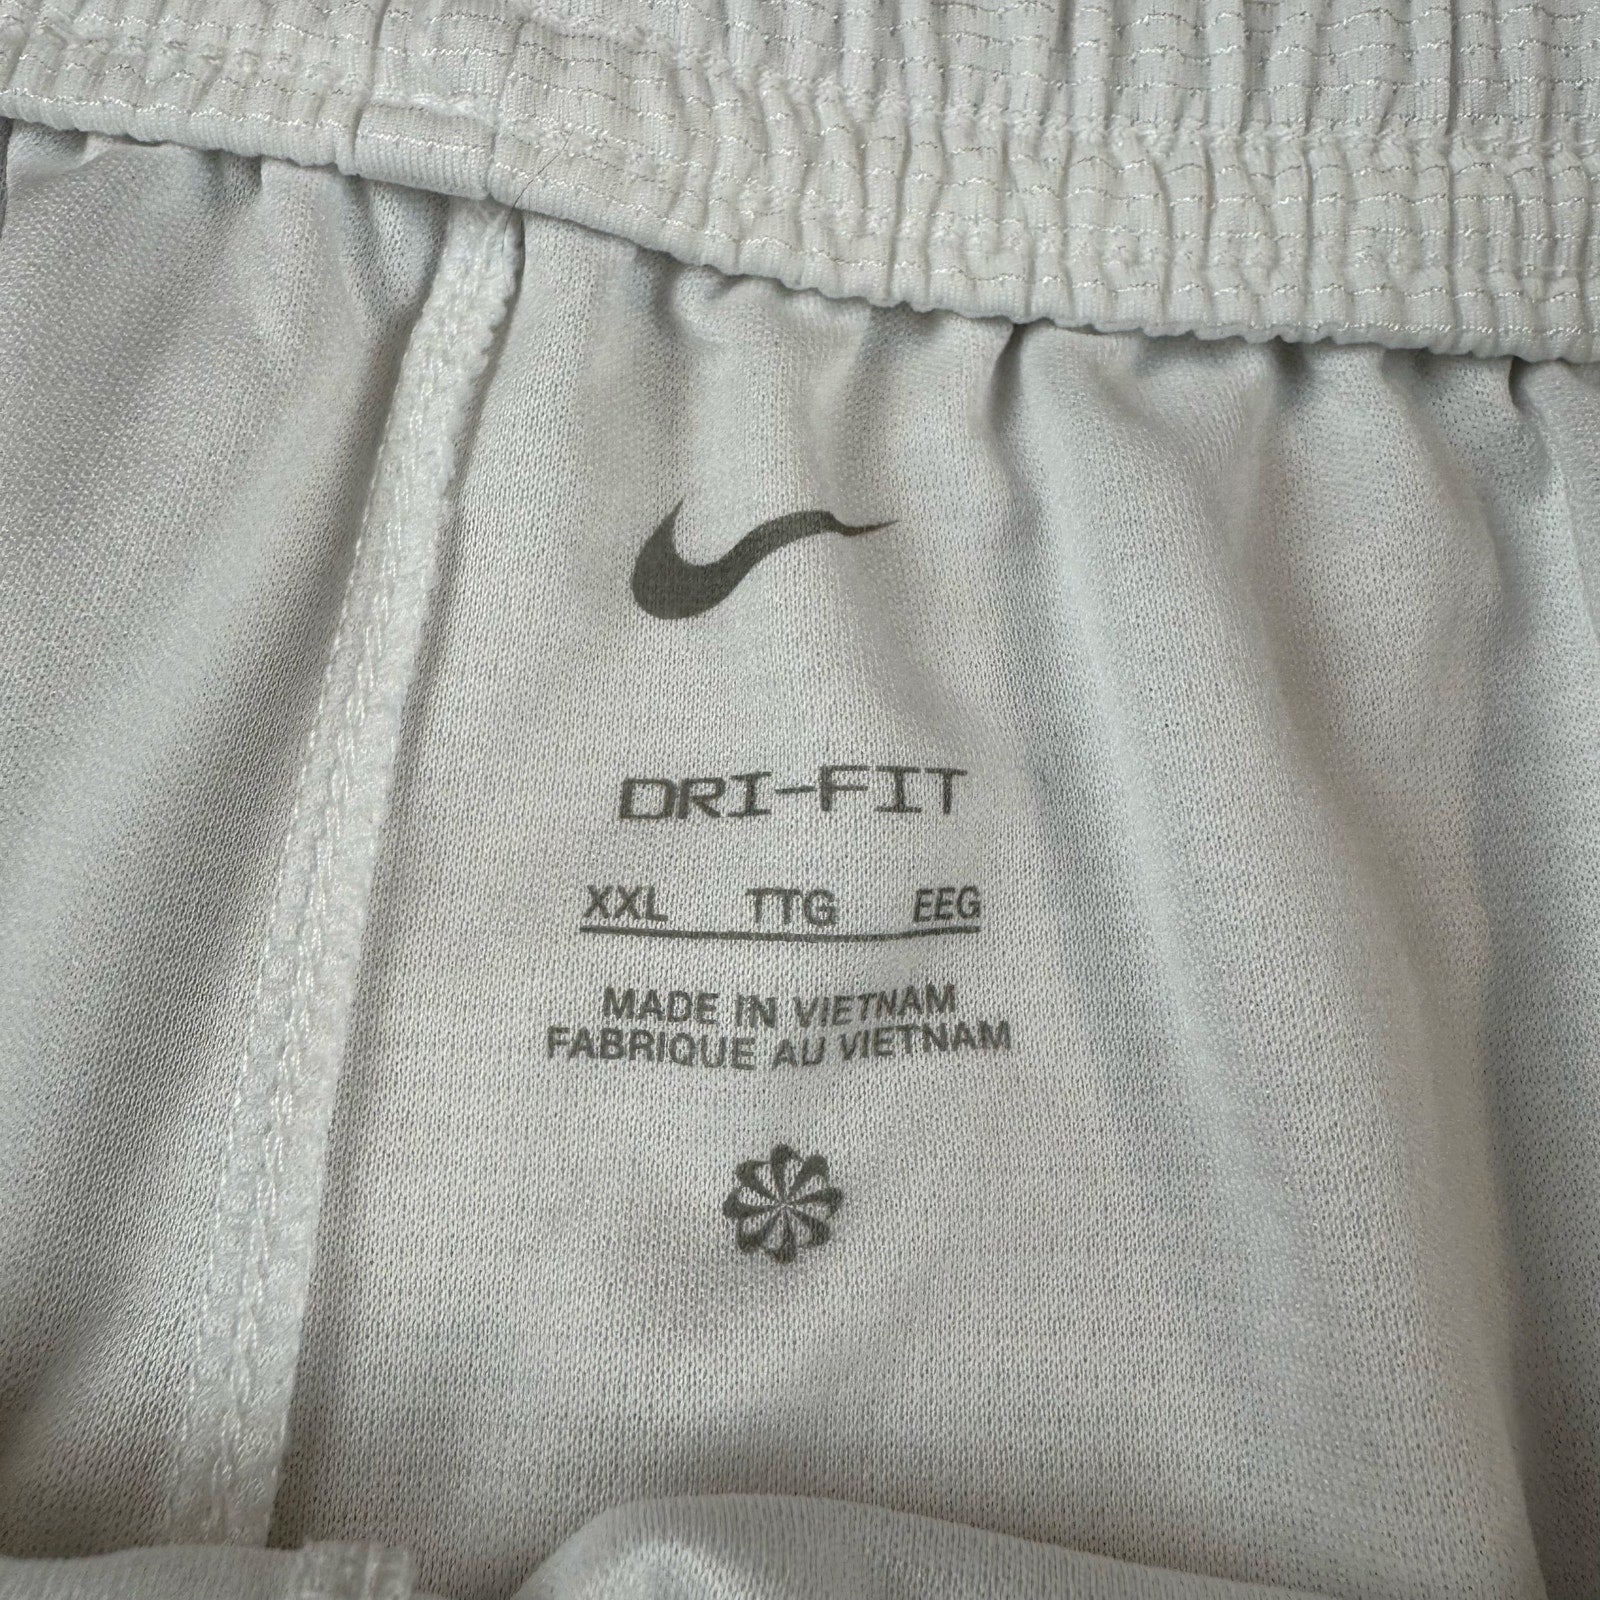 DRI-FIT
XXL TTG EEG
MADE IN VIETNAM
FABRIQUE AU VIETNAM